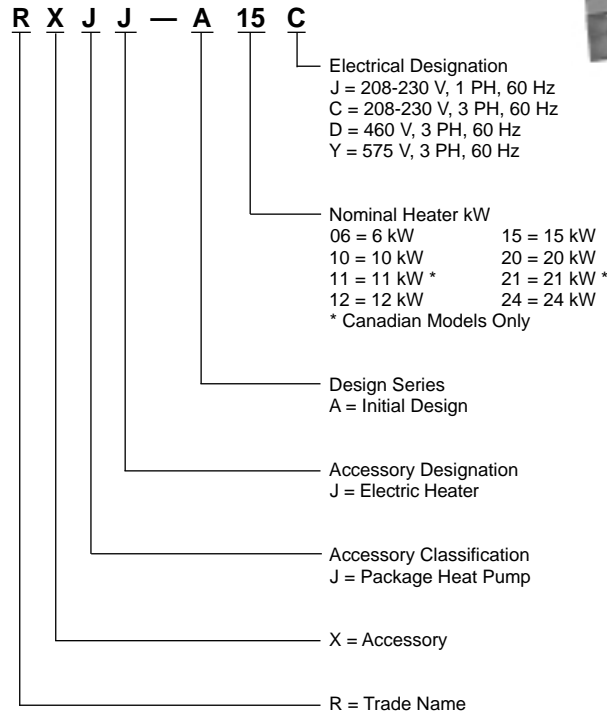 R X J J — A 15 C
Electrical Designation
J = 208-230 V, 1 PH, 60 Hz
C = 208-230 V, 3 PH, 60 Hz
D = 460 V, 3 PH, 60 Hz
Y = 575 V, 3 PH, 60 Hz
Nominal Heater kW
06 = 6 kW 15 = 15 kW
10 = 10 kW 20 = 20 kW
11 = 11 kW * 21 = 21 kW *
12 = 12 kW 24 = 24 kW
* Canadian Models Only
Design Series
A = Initial Design
Accessory Designation
J = Electric Heater
Accessory Classification
J = Package Heat Pump
X = Accessory
R = Trade Name